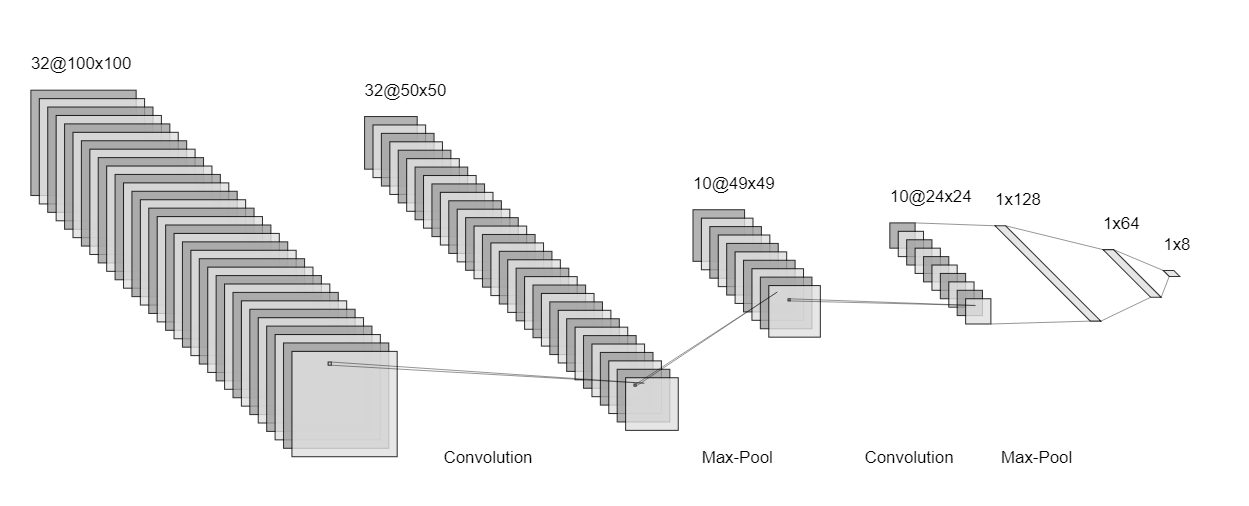 32@100x100
32@50x50
10@49x49
10@24x24
1x128
1x64
1x8
Convolution
Max-Pool
Convolution
Max-Pool